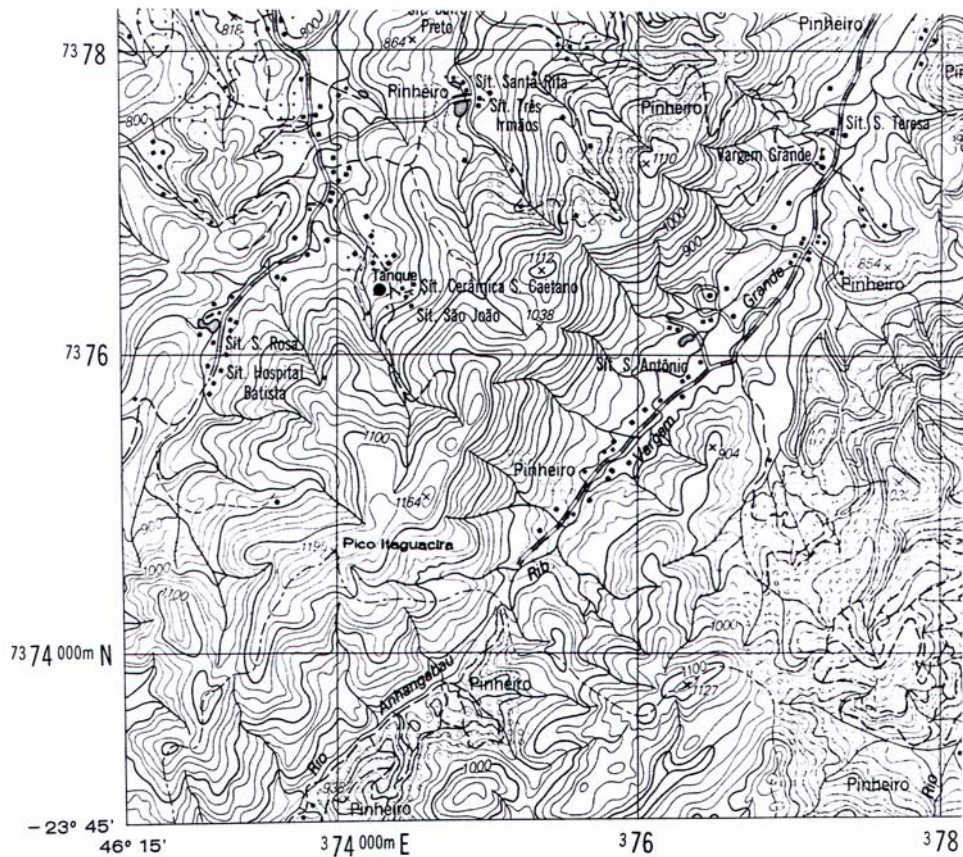 Preto
Pinheiro
Pinheiro
73 78
818
800
864
Pinheiro
Sít. Santa Rita
Sít. Três
Irmãos
Pinheiro
Sít. S. Teresa
800
1110
Vargem Grande
1000
900
1112
854
Pinheiro
Tanque
Sít. Cerâmica S. Caetano
Grande
Sít. São João
1038
73 76
Sít. S. Rosa
Sít. S. Antônio
Sít. Hospital
Batista
1100
Vargem
904
Pinheiro
1164
900
Pico Itaguacira
1000
1100
Rib
1000
73 74 000m N
1100
1127
Anhangabaú
Pinheiro
Rio
1000
938
Pinheiro
Pinheiro
Rio
- 23° 45'
46° 15'
3 74 000m E
3 76
3 78